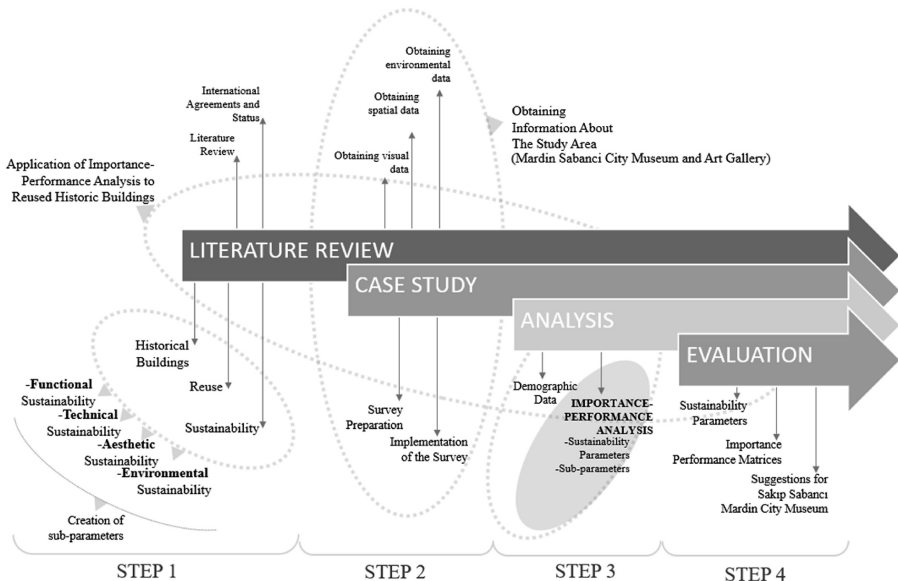 Obtaining
environmental
data
International
Agreements and
Status
Obtaining
spatial data
Obtaining
Information About
The Study Area
(Mardin Sabanci City Museum and Art Gallery)
Literature
Review
Obtaining visual
data
Application of Importance-
Performance Analysis to
Reused Historic Buildings
LITERATURE REVIEW
CASE STUDY
ANALYSIS
EVALUATION
Historical
Buildings
Reuse
Sustainability
-Functional
Sustainability
-Technical
Sustainability
-Aesthetic
Sustainability
-Environmental
Sustainability
Creation of
sub-parameters
Survey
Preparation
Implementation
of the Survey
Demographic
Data
IMPORTANCE-
PERFORMANCE
ANALYSIS
-Sustainability
Parameters
-Sub-parameters
Sustainability
Parameters
Importance
Performance Matrices
Suggestions for
Sakıp Sabancı
Mardin City Museum
STEP 1
STEP 2
STEP 3
STEP 4